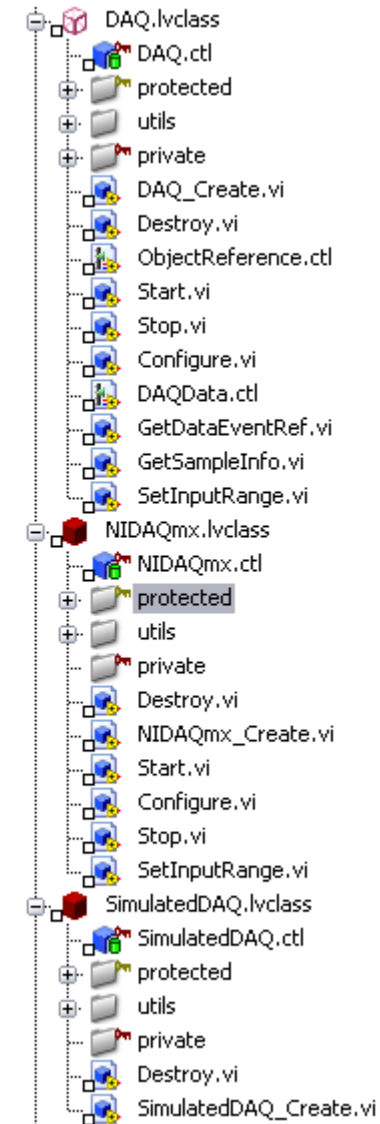 DAQ.lvclass
DAQ.ctl
protected
utils
private
DAQ_Create.vi
Destroy.vi
ObjectReference.ctl
Start.vi
Stop.vi
Configure.vi
DAQData.ctl
GetDataEventRef.vi
GetSampleInfo.vi
SetInputRange.vi
NIDAQmx.lvclass
NIDAQmx.ctl
protected
utils
private
Destroy.vi
NIDAQmx_Create.vi
Start.vi
Configure.vi
Stop.vi
SetInputRange.vi
SimulatedDAQ.lvclass
SimulatedDAQ.ctl
protected
utils
private
Destroy.vi
SimulatedDAQ_Create.vi